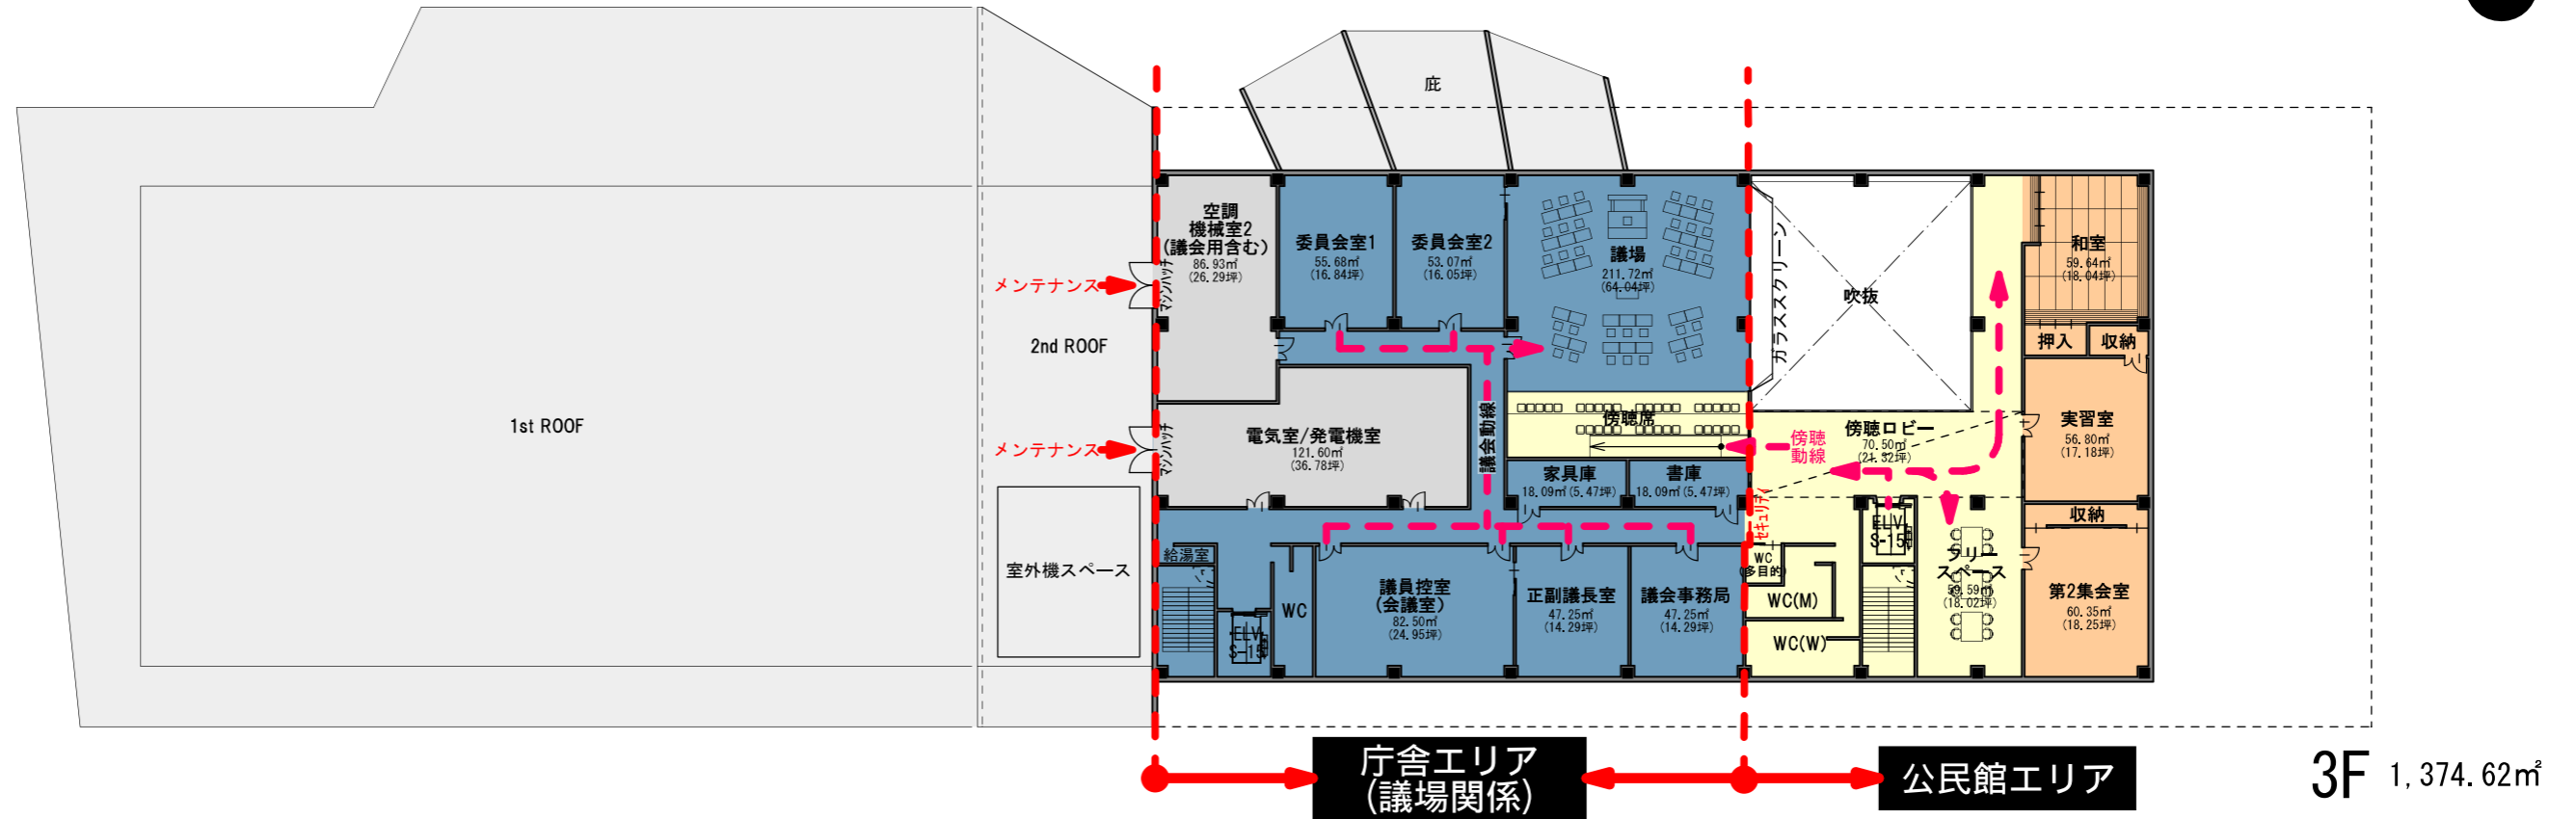 庇
空調
機械室2
(議会用含む)
86.93㎡
(26.29坪)
マシンハッチ
メンテナンス
委員会室1
55.68㎡
(16.84坪)
委員会室2
53.07㎡
(16.05坪)
議場
211.72㎡
(64.04坪)
ガラススクリーン
吹抜
和室
59.64㎡
(18.04坪)
押入
収納
2nd ROOF
1st ROOF
メンテナンス
マシンハッチ
電気室/発電機室
121.60㎡
(36.78坪)
議会動線
傍聴席
傍聴
動線
傍聴ロビー
70.50㎡
(21.32坪)
実習室
56.80㎡
(17.18坪)
家具庫
18.09㎡(5.47坪)
書庫
18.09㎡(5.47坪)
セキュリティ
室外機スペース
給湯室
ELV
S-15
WC
議員控室
(会議室)
82.50㎡
(24.95坪)
正副議長室
47.25㎡
(14.29坪)
議会事務局
47.25㎡
(14.29坪)
WC
(多目的)
WC(M)
WC(W)
ELV
S-15
フリー
スペース
59.59㎡
(18.02坪)
収納
第2集会室
60.35㎡
(18.25坪)
庁舎エリア
(議場関係)
公民館エリア
3F 1,374.62㎡